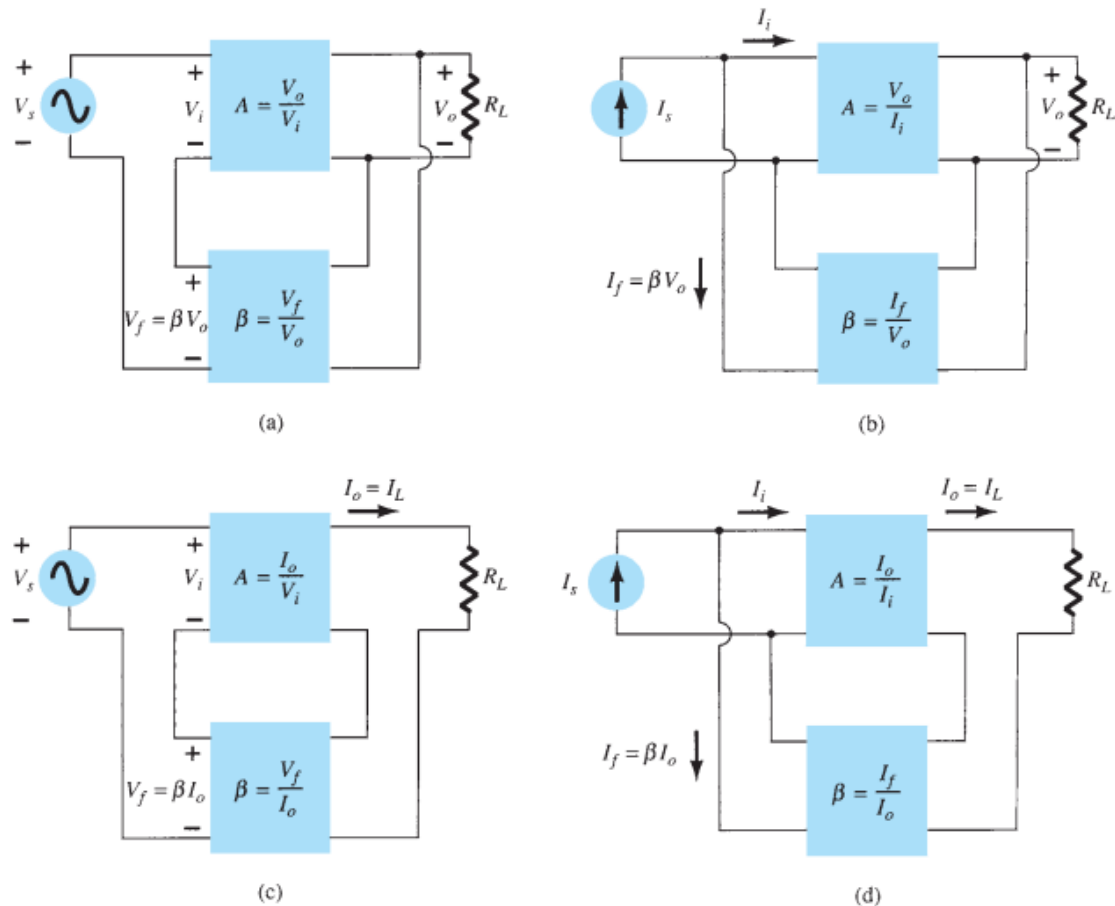 +
V_s
−
+
V_i
−
A = V_o / V_i
+
V_o
−
R_L
+
V_f = βV_o
−
β = V_f / V_o
(a)
I_i
I_s
A = V_o / I_i
+
V_o
−
R_L
I_f = βV_o
β = I_f / V_o
(b)
I_o = I_L
+
V_s
−
+
V_i
−
A = I_o / V_i
R_L
+
V_f = βI_o
−
β = V_f / I_o
(c)
I_i
I_o = I_L
I_s
A = I_o / I_i
R_L
I_f = βI_o
β = I_f / I_o
(d)